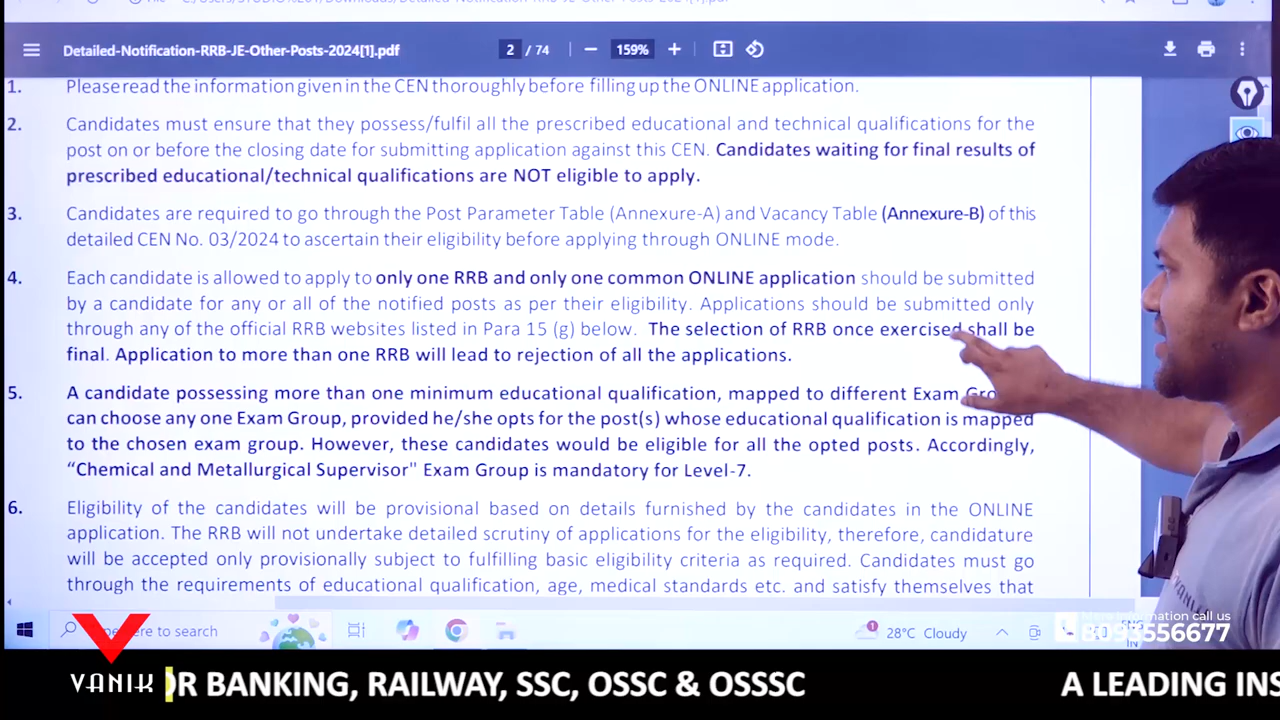 Detailed-Notification-RRB-JE-Other-Posts-2024[1].pdf
2 / 74
159%
1. Please read the information given in the CEN thoroughly before filling up the ONLINE application.
2. Candidates must ensure that they possess/fulfil all the prescribed educational and technical qualifications for the
post on or before the closing date for submitting application against this CEN. Candidates waiting for final results of
prescribed educational/technical qualifications are NOT eligible to apply.
3. Candidates are required to go through the Post Parameter Table (Annexure-A) and Vacancy Table (Annexure-B) of this
detailed CEN No. 03/2024 to ascertain their eligibility before applying through ONLINE mode.
4. Each candidate is allowed to apply to only one RRB and only one common ONLINE application should be submitted
by a candidate for any or all of the notified posts as per their eligibility. Applications should be submitted only
through any of the official RRB websites listed in Para 15 (g) below. The selection of RRB once exercised shall be
final. Application to more than one RRB will lead to rejection of all the applications.
5. A candidate possessing more than one minimum educational qualification, mapped to different Exam
can choose any one Exam Group, provided he/she opts for the post(s) whose educational qualification is mapped
to the chosen exam group. However, these candidates would be eligible for all the opted posts. Accordingly,
“Chemical and Metallurgical Supervisor" Exam Group is mandatory for Level-7.
6. Eligibility of the candidates will be provisional based on details furnished by the candidates in the ONLINE
application. The RRB will not undertake detailed scrutiny of applications for the eligibility, therefore, candidature
will be accepted only provisionally subject to fulfilling basic eligibility criteria as required. Candidates must go
through the requirements of educational qualification, age, medical standards etc. and satisfy themselves that
here to search
1
28°C Cloudy
More information call us
8093556677
VANIK
OR BANKING, RAILWAY, SSC, OSSC & OSSSC
A LEADING INS